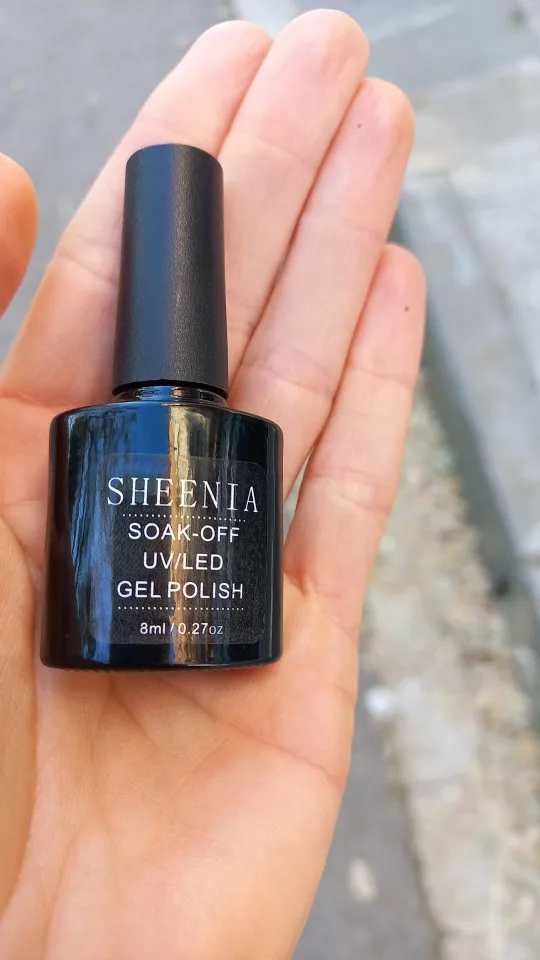 SHEENIA
SOAK-OFF
UV/LED
GEL POLISH
8ml / 0.27oz